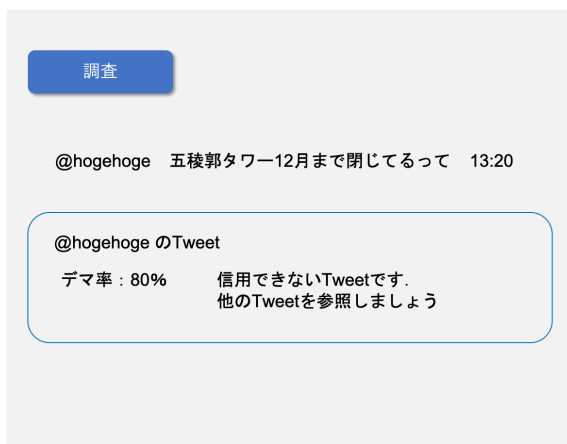 調査
@hogehoge 五稜郭タワー12月まで閉じてるって 13:20
@hogehoge のTweet
デマ率：80% 信用できないTweetです.
他のTweetを参照しましょう